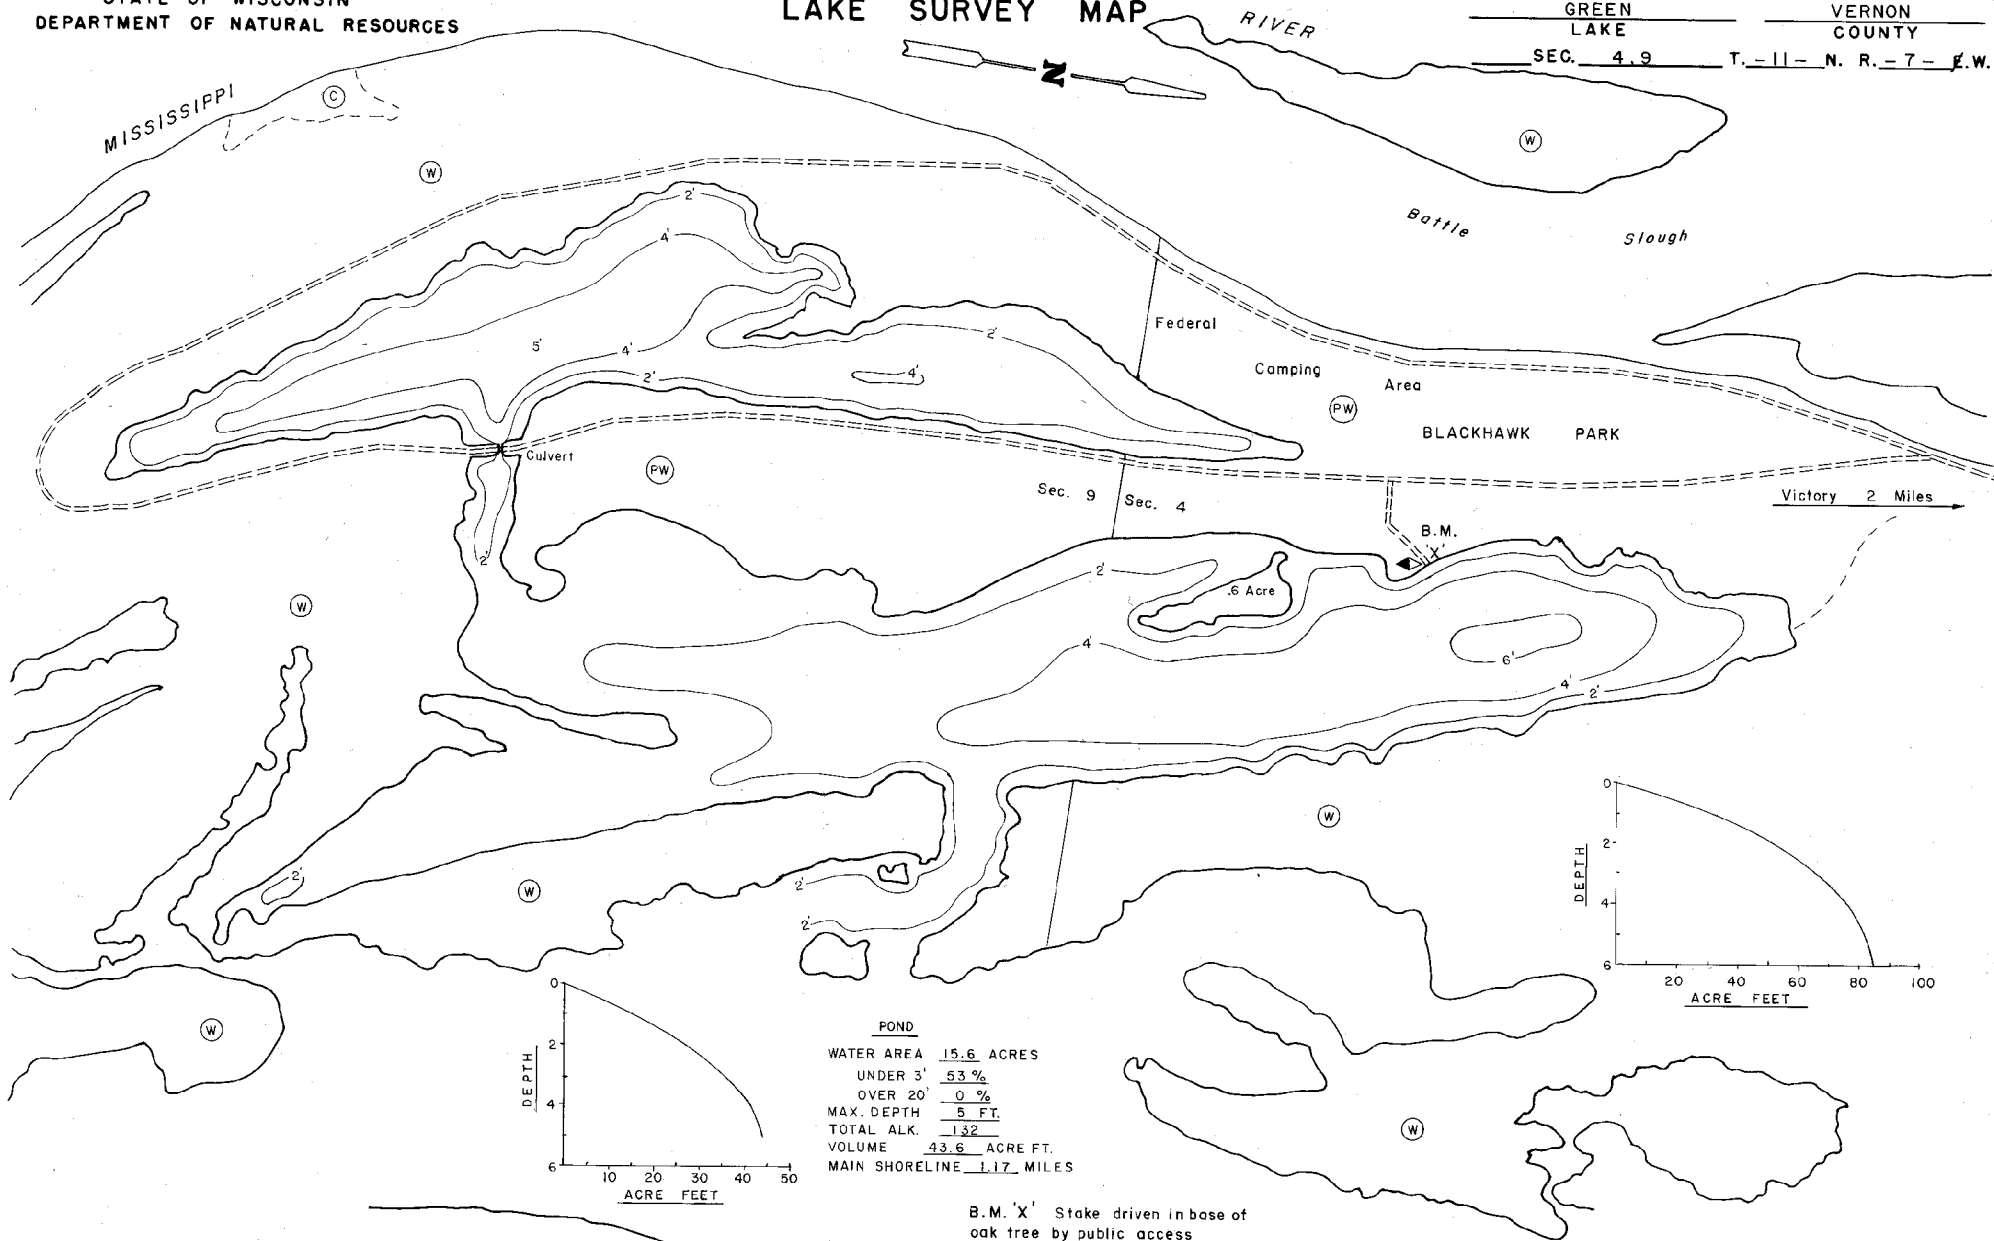 STATE OF WISCONSIN
DEPARTMENT OF NATURAL RESOURCES
LAKE SURVEY MAP
GREEN
LAKE
VERNON
COUNTY
SEC. 4,9 T. -11- N. R. -7- E.W.
N
RIVER
MISSISSIPPI
C
W
W
Battle
Slough
2'
4'
5'
4'
2'
2'
4'
Federal
Camping
Area
PW
BLACKHAWK PARK
Culvert
PW
Sec. 9
Sec. 4
Victory 2 Miles
B.M.
'X'
2'
2'
.6 Acre
W
4'
6'
4'
2'
W
2'
W
2'
2'
W
0
2
4
6
DEPTH
20 40 60 80 100
ACRE FEET
0
2
4
6
DEPTH
10 20 30 40 50
ACRE FEET
POND
WATER AREA 15.6 ACRES
UNDER 3' 53 %
OVER 20' 0 %
MAX. DEPTH 5 FT.
TOTAL ALK. 132
VOLUME 43.6 ACRE FT.
MAIN SHORELINE 1.17 MILES
W
B.M. 'X' Stake driven in base of
oak tree by public access